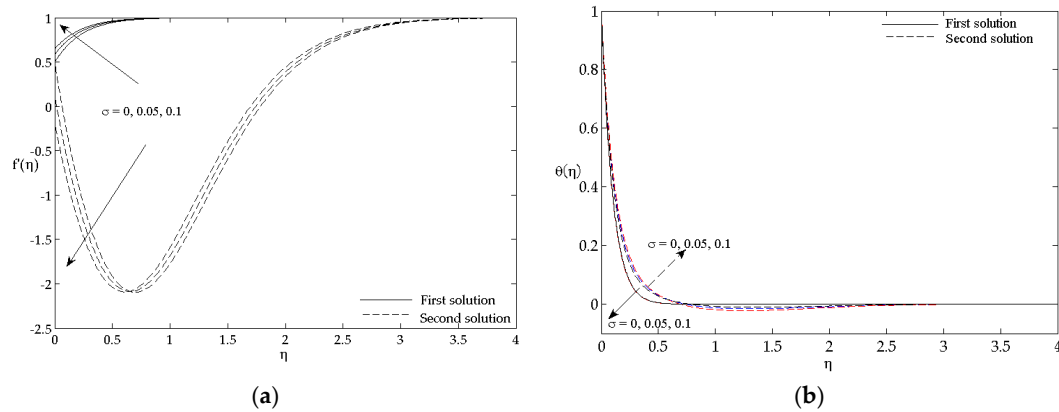 1
0.5
0
-0.5
f'(η)
-1
-1.5
-2
-2.5
σ = 0, 0.05, 0.1
First solution
Second solution
0 0.5 1 1.5 2 2.5 3 3.5 4
η
(a)
1
0.8
0.6
θ(η)
0.4
0.2
0
First solution
Second solution
σ = 0, 0.05, 0.1
σ = 0, 0.05, 0.1
0 0.5 1 1.5 2 2.5 3 3.5 4
η
(b)